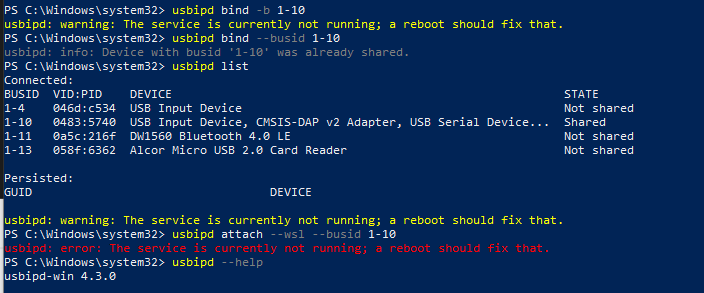 PS C:\Windows\system32> usbipd bind -b 1-10
usbipd: warning: The service is currently not running; a reboot should fix that.
PS C:\Windows\system32> usbipd bind --busid 1-10
usbipd: info: Device with busid '1-10' was already shared.
PS C:\Windows\system32> usbipd list
Connected:
BUSID  VID:PID    DEVICE                                                        STATE
1-4    046d:c534  USB Input Device                                              Not shared
1-10   0483:5740  USB Input Device, CMSIS-DAP v2 Adapter, USB Serial Device...  Shared
1-11   0a5c:216f  DW1560 Bluetooth 4.0 LE                                       Not shared
1-13   058f:6362  Alcor Micro USB 2.0 Card Reader                               Not shared
Persisted:
GUID                                  DEVICE
usbipd: warning: The service is currently not running; a reboot should fix that.
PS C:\Windows\system32> usbipd attach --wsl --busid 1-10
usbipd: error: The service is currently not running; a reboot should fix that.
PS C:\Windows\system32> usbipd --help
usbipd-win 4.3.0